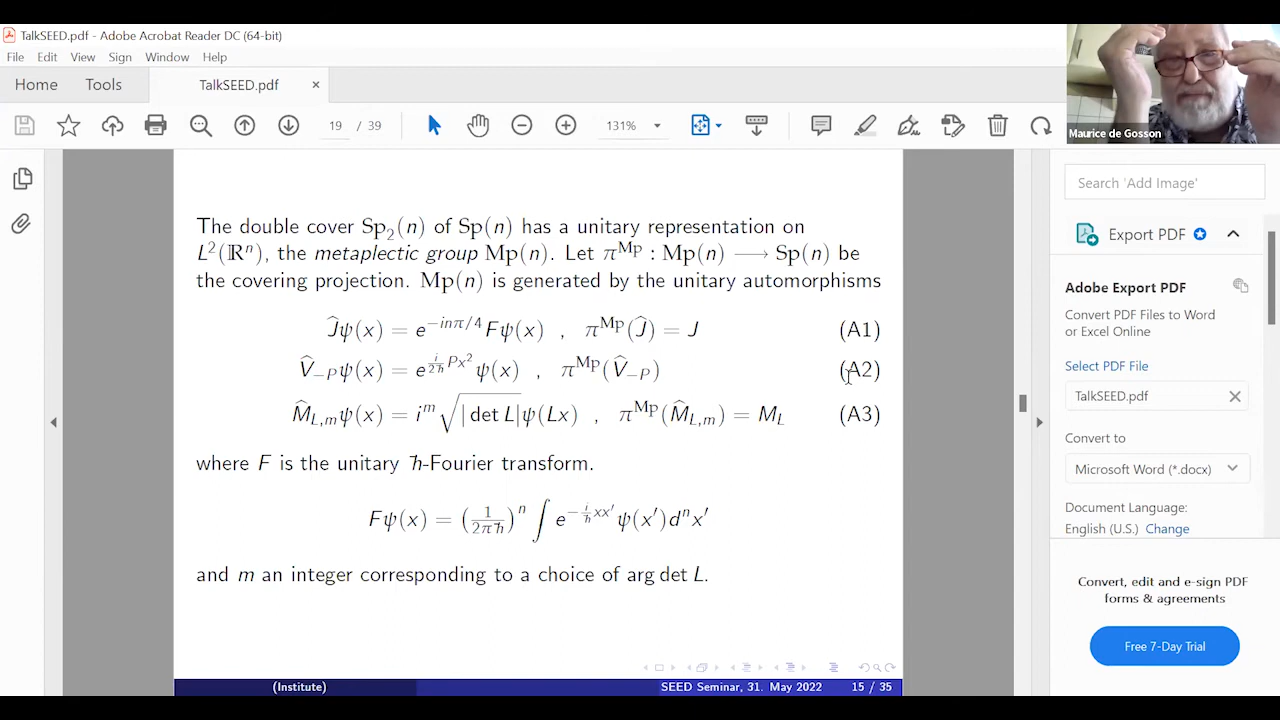 TalkSEED.pdf - Adobe Acrobat Reader DC (64-bit)
File Edit View Sign Window Help
Home Tools TalkSEED.pdf ×
19 / 39 131%
Maurice de Gosson
The double cover Sp₂(n) of Sp(n) has a unitary representation on
L²(ℝⁿ), the metaplectic group Mp(n). Let π^Mp : Mp(n) ⟶ Sp(n) be
the covering projection. Mp(n) is generated by the unitary automorphisms
Ĵψ(x) = e^{−inπ/4} Fψ(x) , π^Mp(Ĵ) = J (A1)
V̂_{−P}ψ(x) = e^{\frac{i}{2ℏ}Px²} ψ(x) , π^Mp(V̂_{−P}) (A2)
M̂_{L,m}ψ(x) = i^m √|det L|ψ(Lx) , π^Mp(M̂_{L,m}) = M_L (A3)
where F is the unitary ℏ-Fourier transform.
Fψ(x) = (\frac{1}{2πℏ})^n ∫ e^{−\frac{i}{ℏ}xx′} ψ(x′)dⁿx′
and m an integer corresponding to a choice of arg det L.
(Institute) SEED Seminar, 31. May 2022 15 / 35
Search 'Add Image'
Export PDF
Adobe Export PDF
Convert PDF Files to Word
or Excel Online
Select PDF File
TalkSEED.pdf ×
Convert to
Microsoft Word (*.docx)
Document Language:
English (U.S.) Change
Convert, edit and e-sign PDF
forms & agreements
Free 7-Day Trial